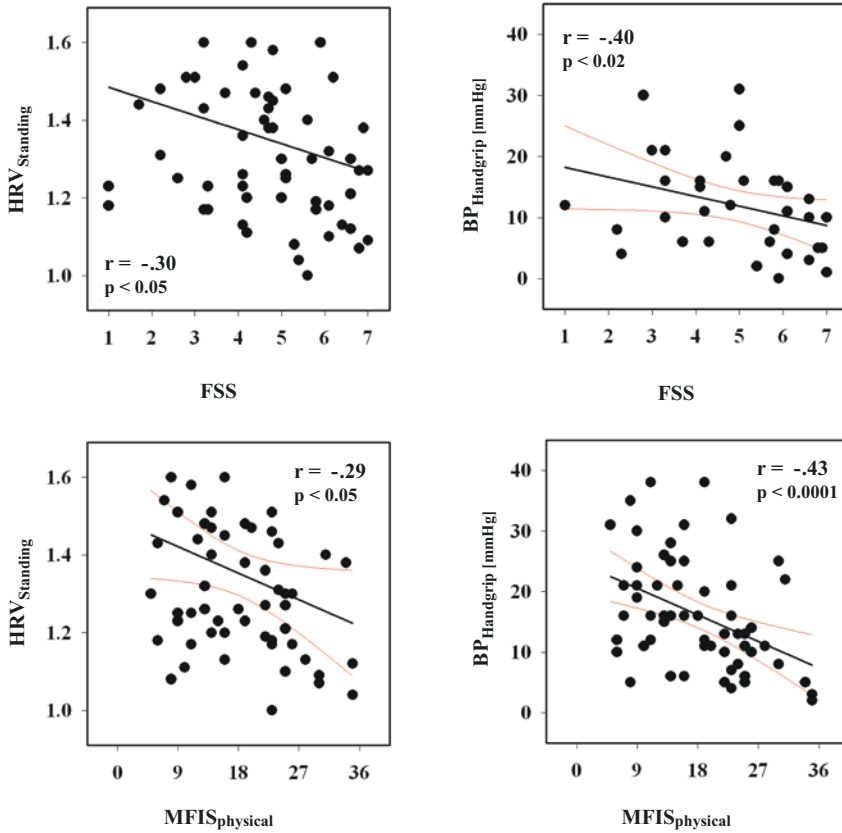 1.6
1.4
1.2
1.0
HRVStanding
r = -.30
p < 0.05
1 2 3 4 5 6 7
FSS
40
30
20
10
0
BPHandgrip [mmHg]
r = -.40
p < 0.02
1 2 3 4 5 6 7
FSS
1.6
1.4
1.2
1.0
HRVStanding
r = -.29
p < 0.05
0 9 18 27 36
MFISphysical
40
30
20
10
0
BPHandgrip [mmHg]
r = -.43
p < 0.0001
0 9 18 27 36
MFISphysical